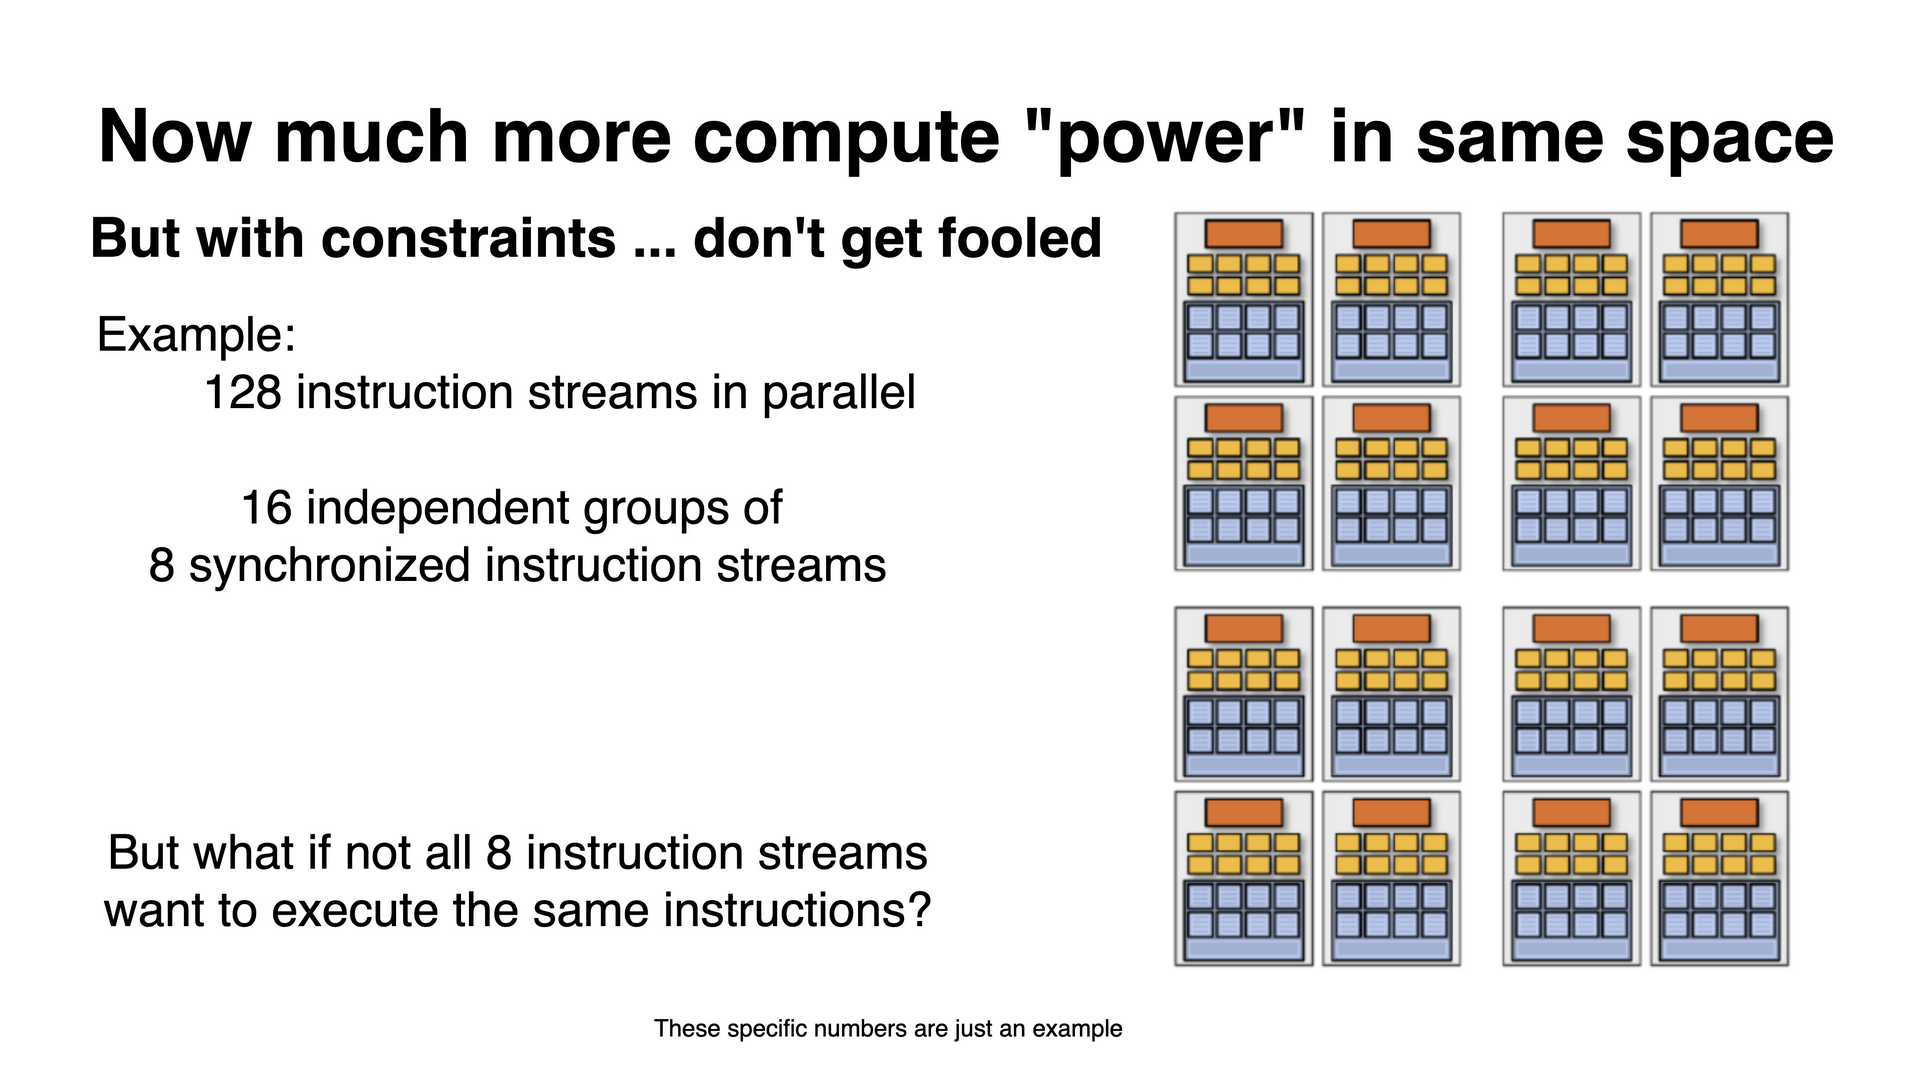 Now much more compute "power" in same space
But with constraints ... don't get fooled
Example:
128 instruction streams in parallel
16 independent groups of
8 synchronized instruction streams
But what if not all 8 instruction streams
want to execute the same instructions?
These specific numbers are just an example